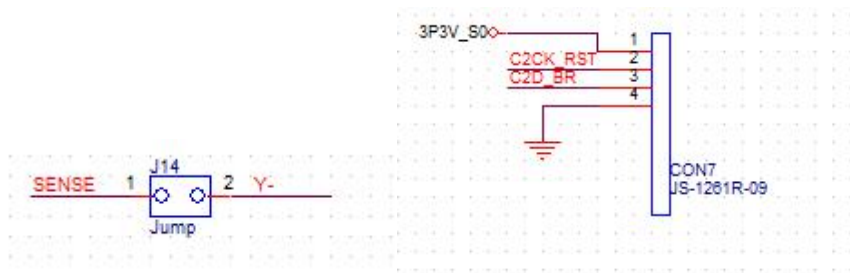 3P3V_S0
1
C2CK_RST 2
C2D_BR 3
4
CON7
JS-1261R-09
J14
SENSE 1 2 Y-
Jump